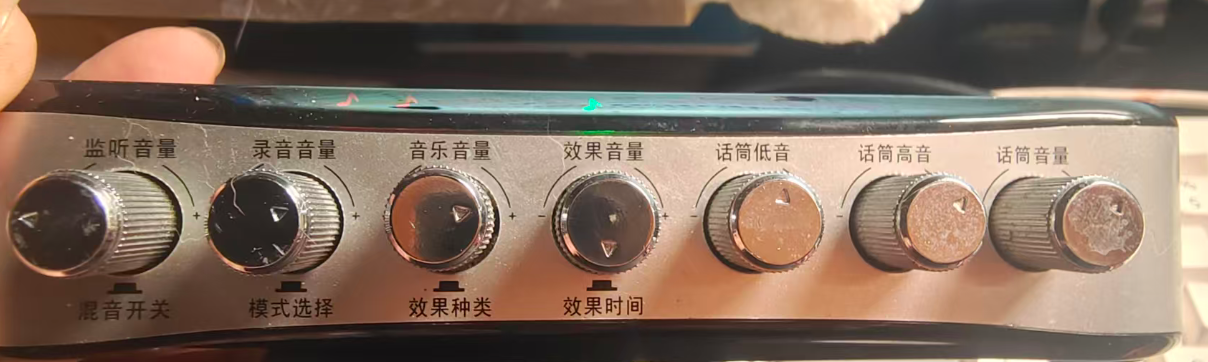 监听音量
录音音量
音乐音量
效果音量
话筒低音
话筒高音
话筒音量
+
+
+
-
+
-
-
混音开关
模式选择
效果种类
效果时间